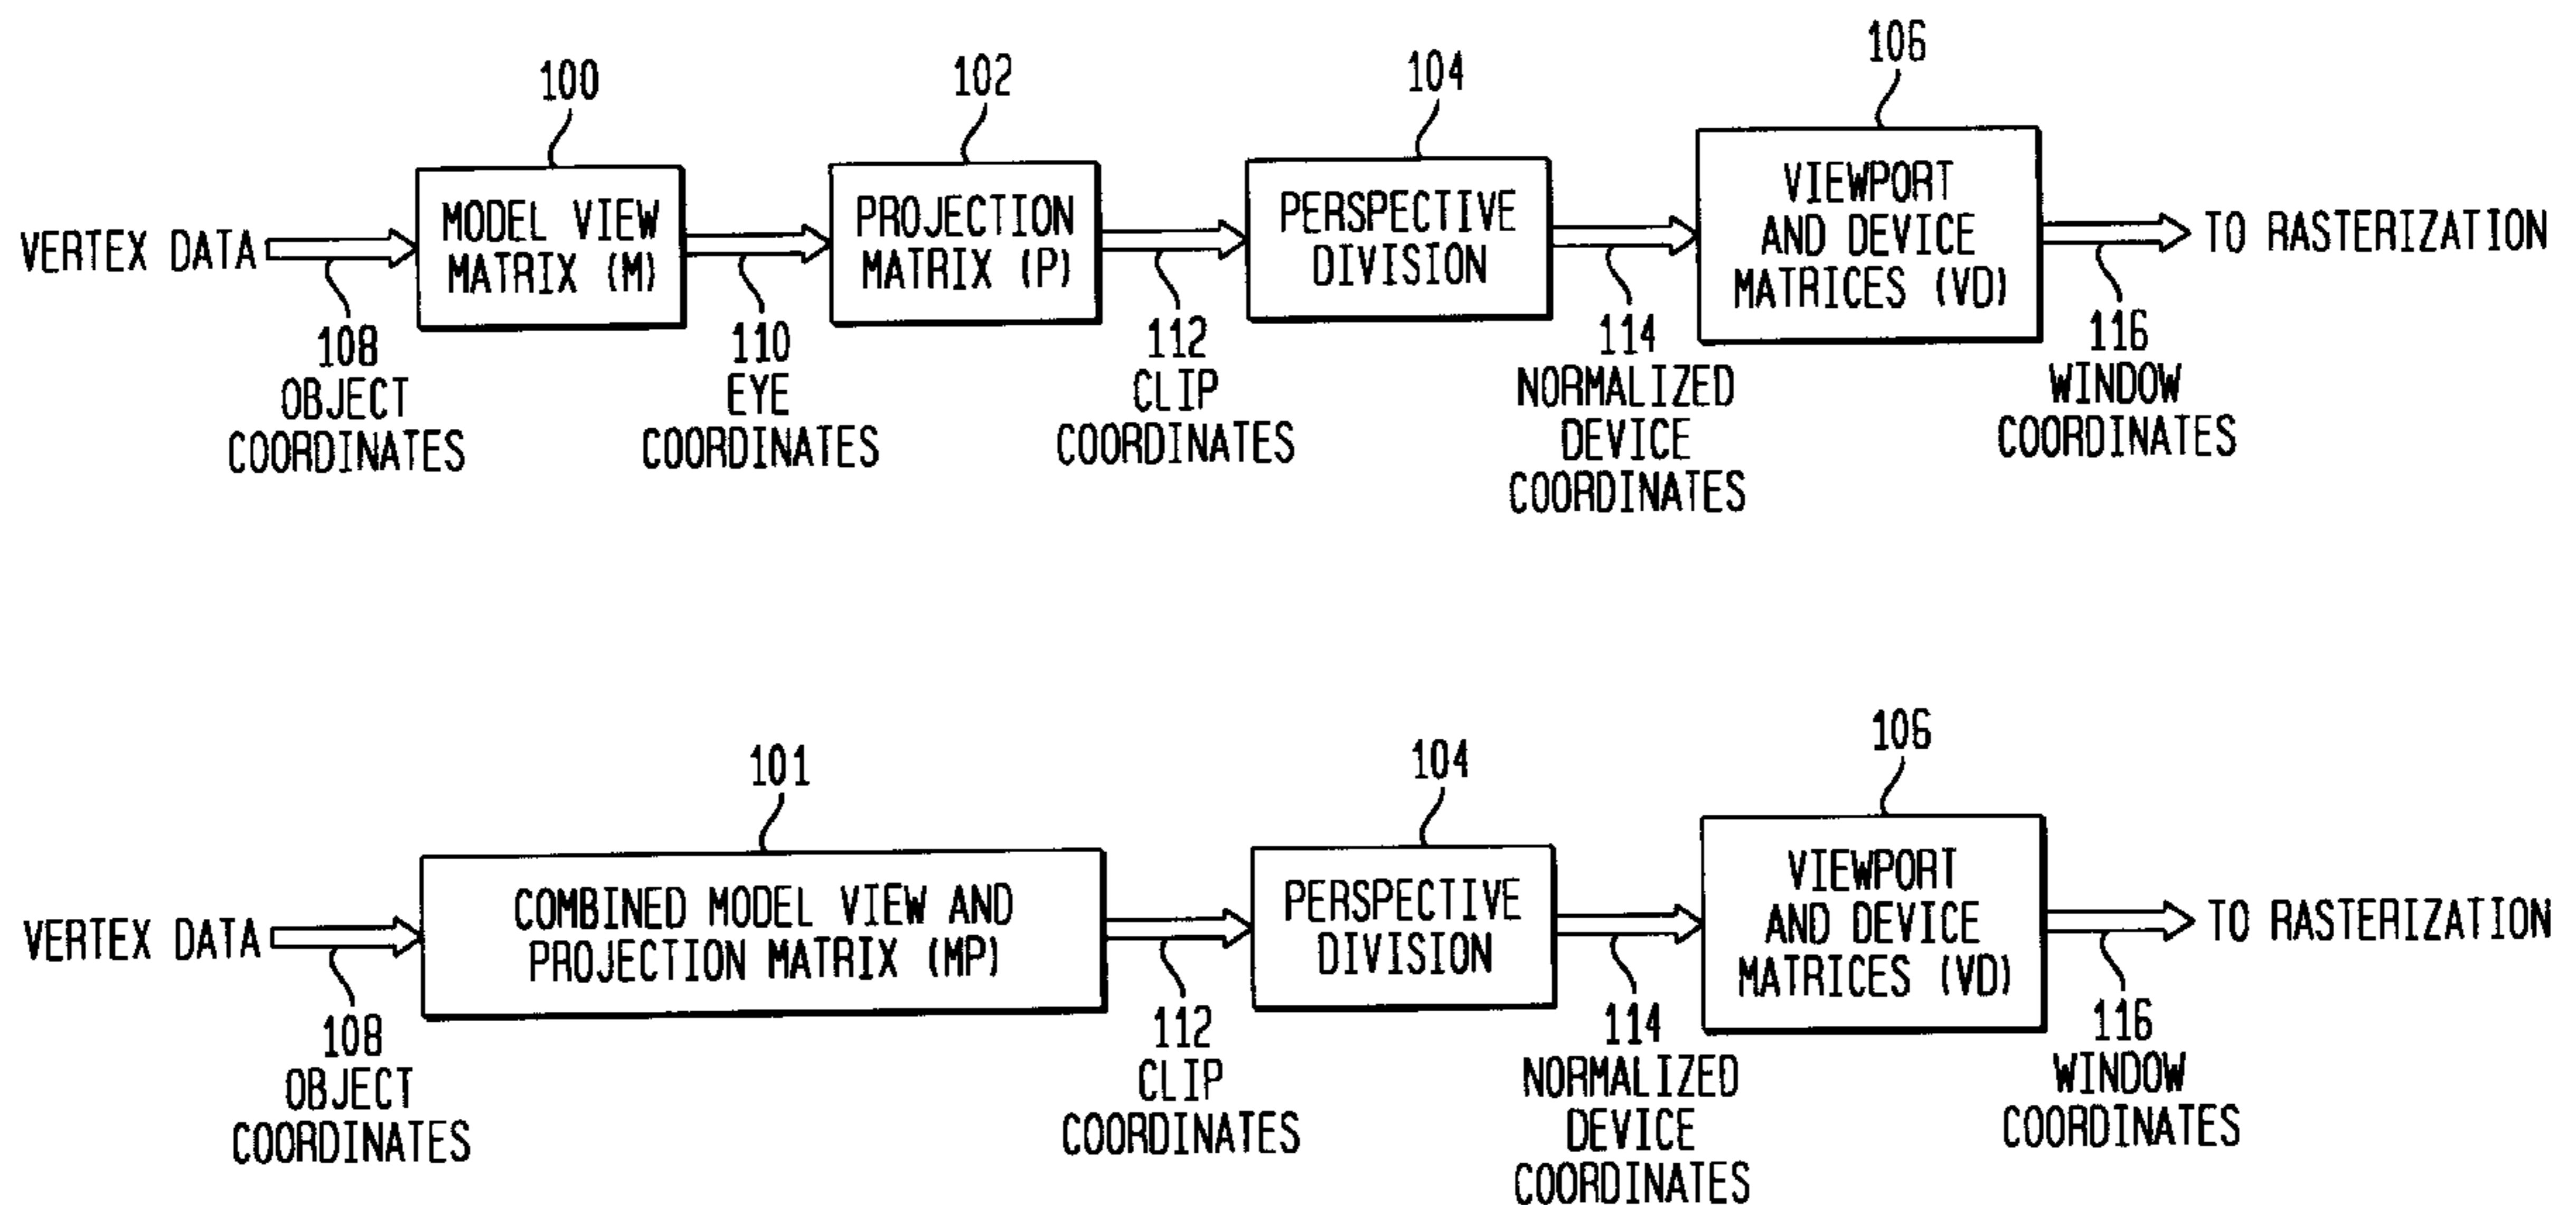 100
102
104
106
VERTEX DATA
MODEL VIEW
MATRIX (M)
PROJECTION
MATRIX (P)
PERSPECTIVE
DIVISION
VIEWPORT
AND DEVICE
MATRICES (VD)
TO RASTERIZATION
108
OBJECT
COORDINATES
110
EYE
COORDINATES
112
CLIP
COORDINATES
114
NORMALIZED
DEVICE
COORDINATES
116
WINDOW
COORDINATES
101
104
106
VERTEX DATA
COMBINED MODEL VIEW AND
PROJECTION MATRIX (MP)
PERSPECTIVE
DIVISION
VIEWPORT
AND DEVICE
MATRICES (VD)
TO RASTERIZATION
108
OBJECT
COORDINATES
112
CLIP
COORDINATES
114
NORMALIZED
DEVICE
COORDINATES
116
WINDOW
COORDINATES